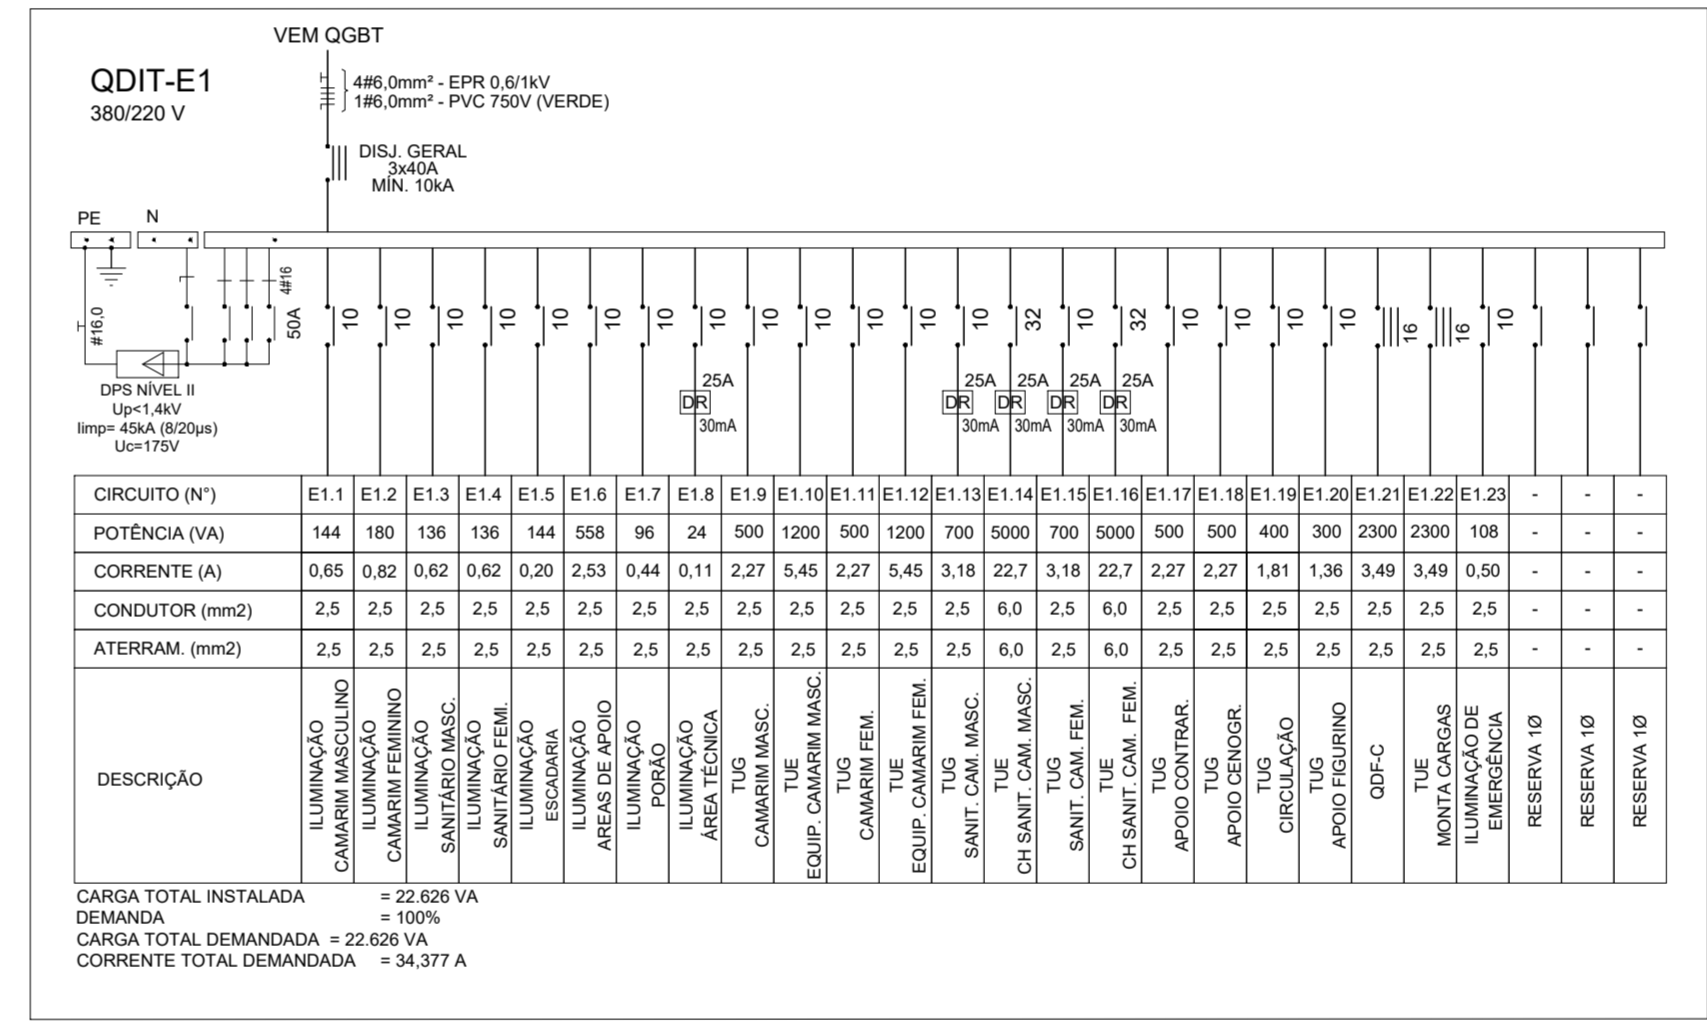 VEM QGBT
QDIT-E1
380/220 V
4#6,0mm² - EPR 0,6/1kV
1#6,0mm² - PVC 750V (VERDE)
DISJ. GERAL
3x40A
MÍN. 10kA
PE N
#16,0
4#16
50A
10 10 10 10 10 10 10 10 10 10 10 10 10 32 10 32 10 10 10 10 16 16 10
25A 25A 25A 25A 25A
DR DR DR DR DR
30mA 30mA 30mA 30mA 30mA
DPS NÍVEL II
Up<1,4kV
Iimp= 45kA (8/20µs)
Uc=175V
CIRCUITO (N°) E1.1 E1.2 E1.3 E1.4 E1.5 E1.6 E1.7 E1.8 E1.9 E1.10 E1.11 E1.12 E1.13 E1.14 E1.15 E1.16 E1.17 E1.18 E1.19 E1.20 E1.21 E1.22 E1.23 - - -
POTÊNCIA (VA) 144 180 136 136 144 558 96 24 500 1200 500 1200 700 5000 700 5000 500 500 400 300 2300 2300 108 - - -
CORRENTE (A) 0,65 0,82 0,62 0,62 0,20 2,53 0,44 0,11 2,27 5,45 2,27 5,45 3,18 22,7 3,18 22,7 2,27 2,27 1,81 1,36 3,49 3,49 0,50 - - -
CONDUTOR (mm2) 2,5 2,5 2,5 2,5 2,5 2,5 2,5 2,5 2,5 2,5 2,5 2,5 2,5 6,0 2,5 6,0 2,5 2,5 2,5 2,5 2,5 2,5 2,5 - - -
ATERRAM. (mm2) 2,5 2,5 2,5 2,5 2,5 2,5 2,5 2,5 2,5 2,5 2,5 2,5 2,5 6,0 2,5 6,0 2,5 2,5 2,5 2,5 2,5 2,5 2,5 - - -
DESCRIÇÃO
ILUMINAÇÃO
CAMARIM MASCULINO
ILUMINAÇÃO
CAMARIM FEMININO
ILUMINAÇÃO
SANITÁRIO MASC.
ILUMINAÇÃO
SANITÁRIO FEMI.
ILUMINAÇÃO
ESCADARIA
ILUMINAÇÃO
AREAS DE APOIO
ILUMINAÇÃO
PORÃO
ILUMINAÇÃO
ÁREA TÉCNICA
TUG
CAMARIM MASC.
TUE
EQUIP. CAMARIM MASC.
TUG
CAMARIM FEM.
TUE
EQUIP. CAMARIM FEM.
TUG
SANIT. CAM. MASC.
TUE
CH SANIT. CAM. MASC.
TUG
SANIT. CAM. FEM.
TUE
CH SANIT. CAM. FEM.
TUG
APOIO CONTRAR.
TUG
APOIO CENOGR.
TUG
CIRCULAÇÃO
TUG
APOIO FIGURINO
QDF-C
TUE
MONTA CARGAS
ILUMINAÇÃO DE
EMERGÊNCIA
RESERVA 1Ø
RESERVA 1Ø
RESERVA 1Ø
CARGA TOTAL INSTALADA = 22.626 VA
DEMANDA = 100%
CARGA TOTAL DEMANDADA = 22.626 VA
CORRENTE TOTAL DEMANDADA = 34,377 A